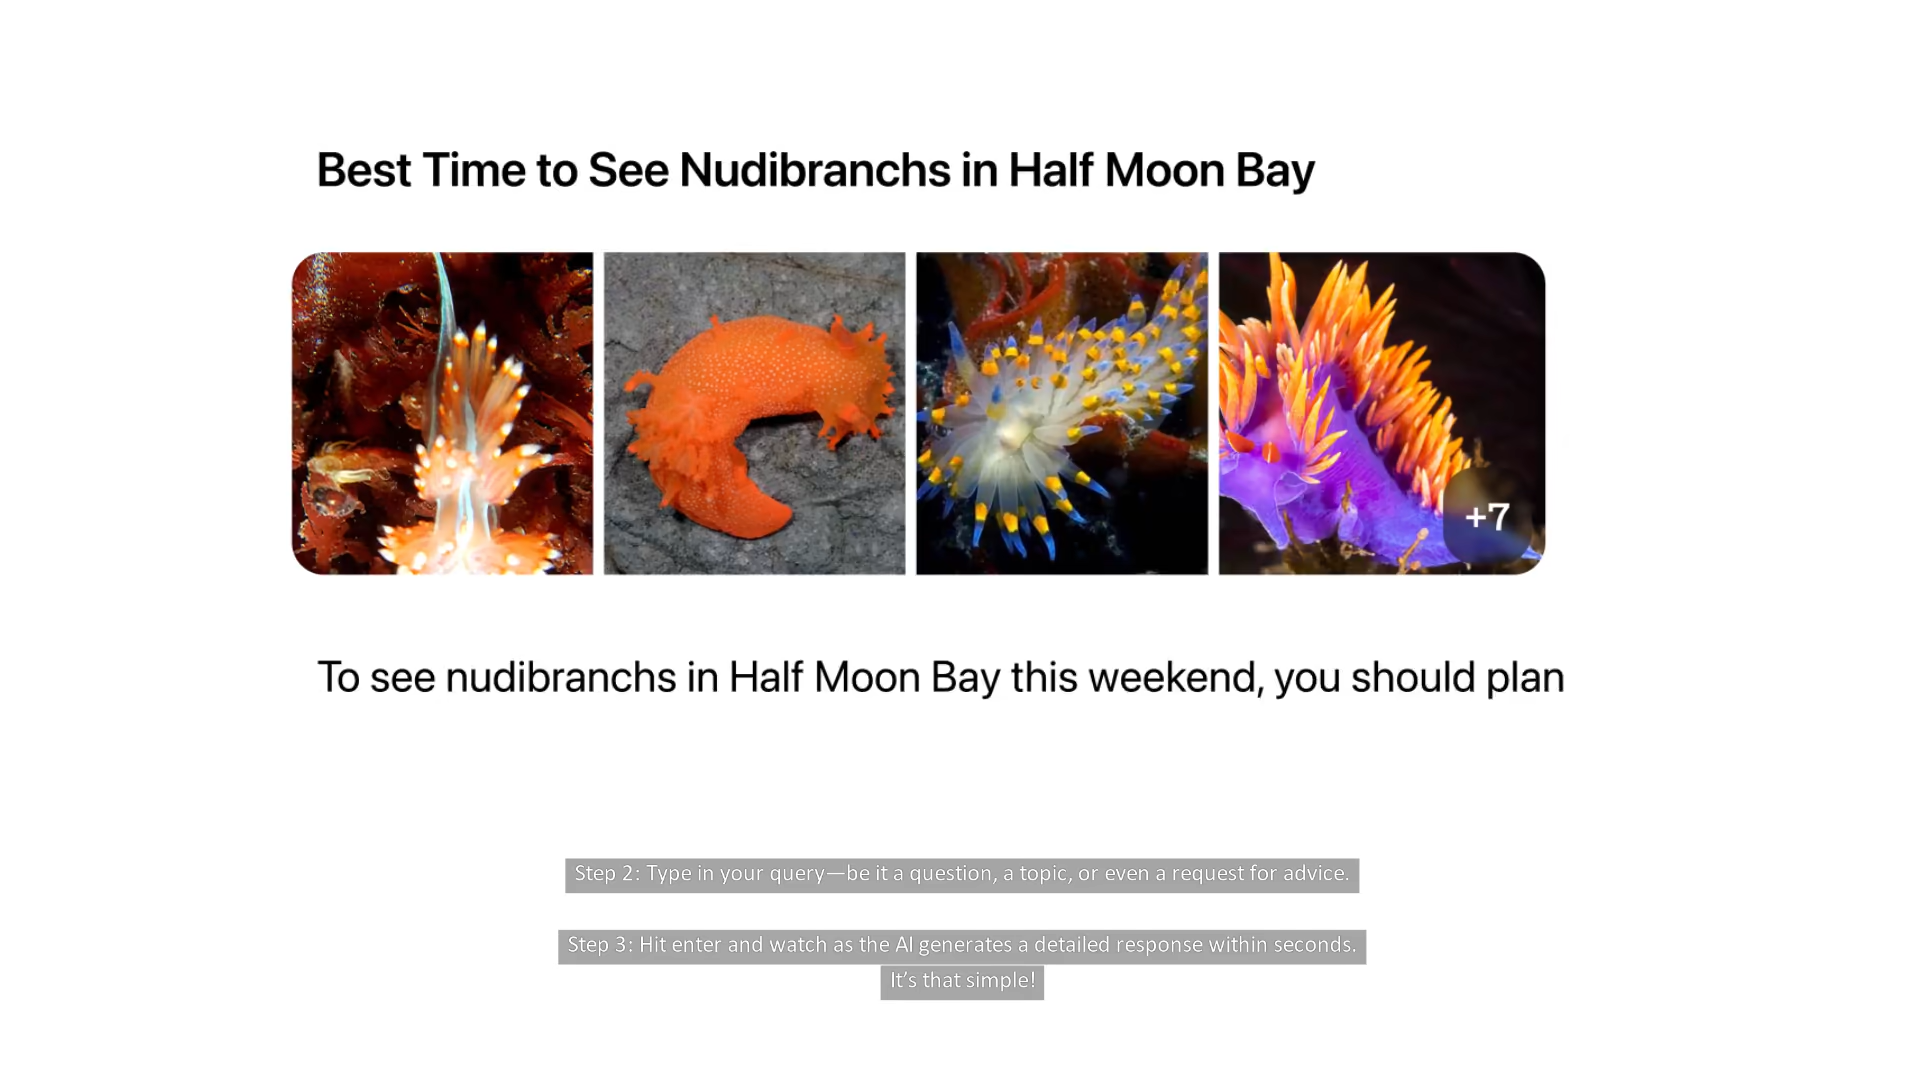 Best Time to See Nudibranchs in Half Moon Bay
+7
To see nudibranchs in Half Moon Bay this weekend, you should plan
Step 2: Type in your query—be it a question, a topic, or even a request for advice.
Step 3: Hit enter and watch as the AI generates a detailed response within seconds.
It’s that simple!